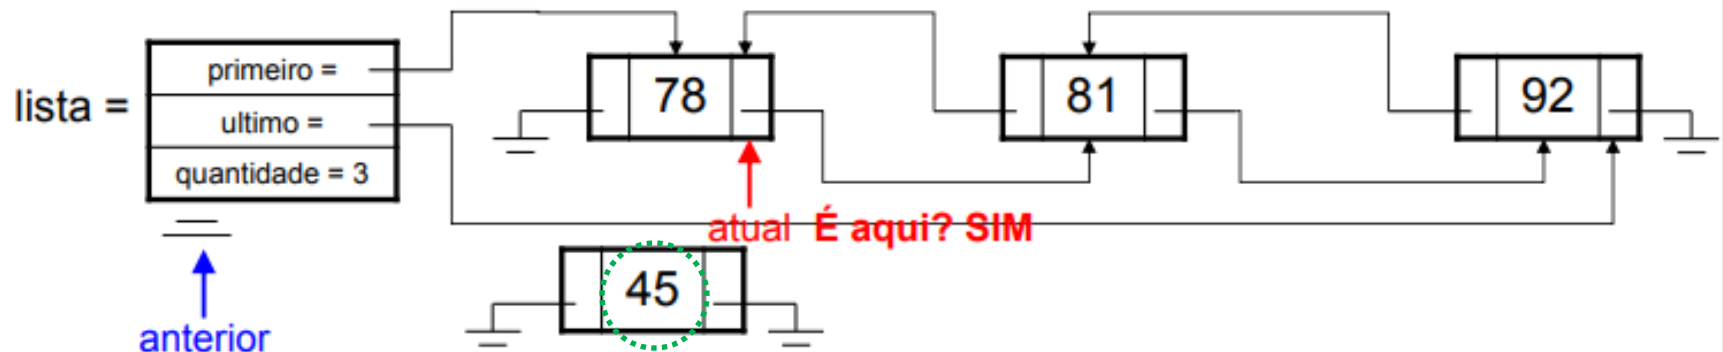 lista =
primeiro =
ultimo =
quantidade = 3
78
81
92
atual É aqui? SIM
45
anterior